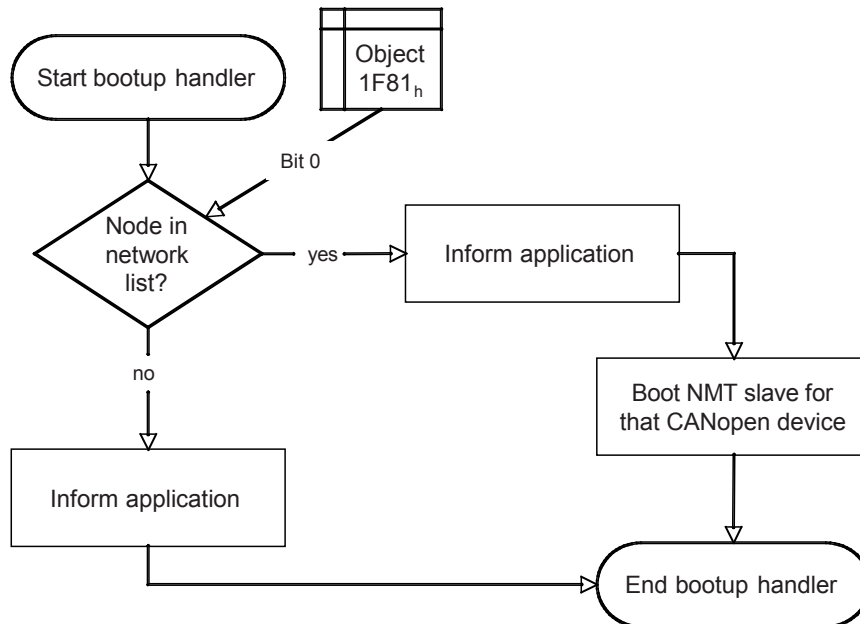 Start bootup handler
Object
1F81h
Bit 0
Node in
network
list?
yes
Inform application
no
Boot NMT slave for
that CANopen device
Inform application
End bootup handler